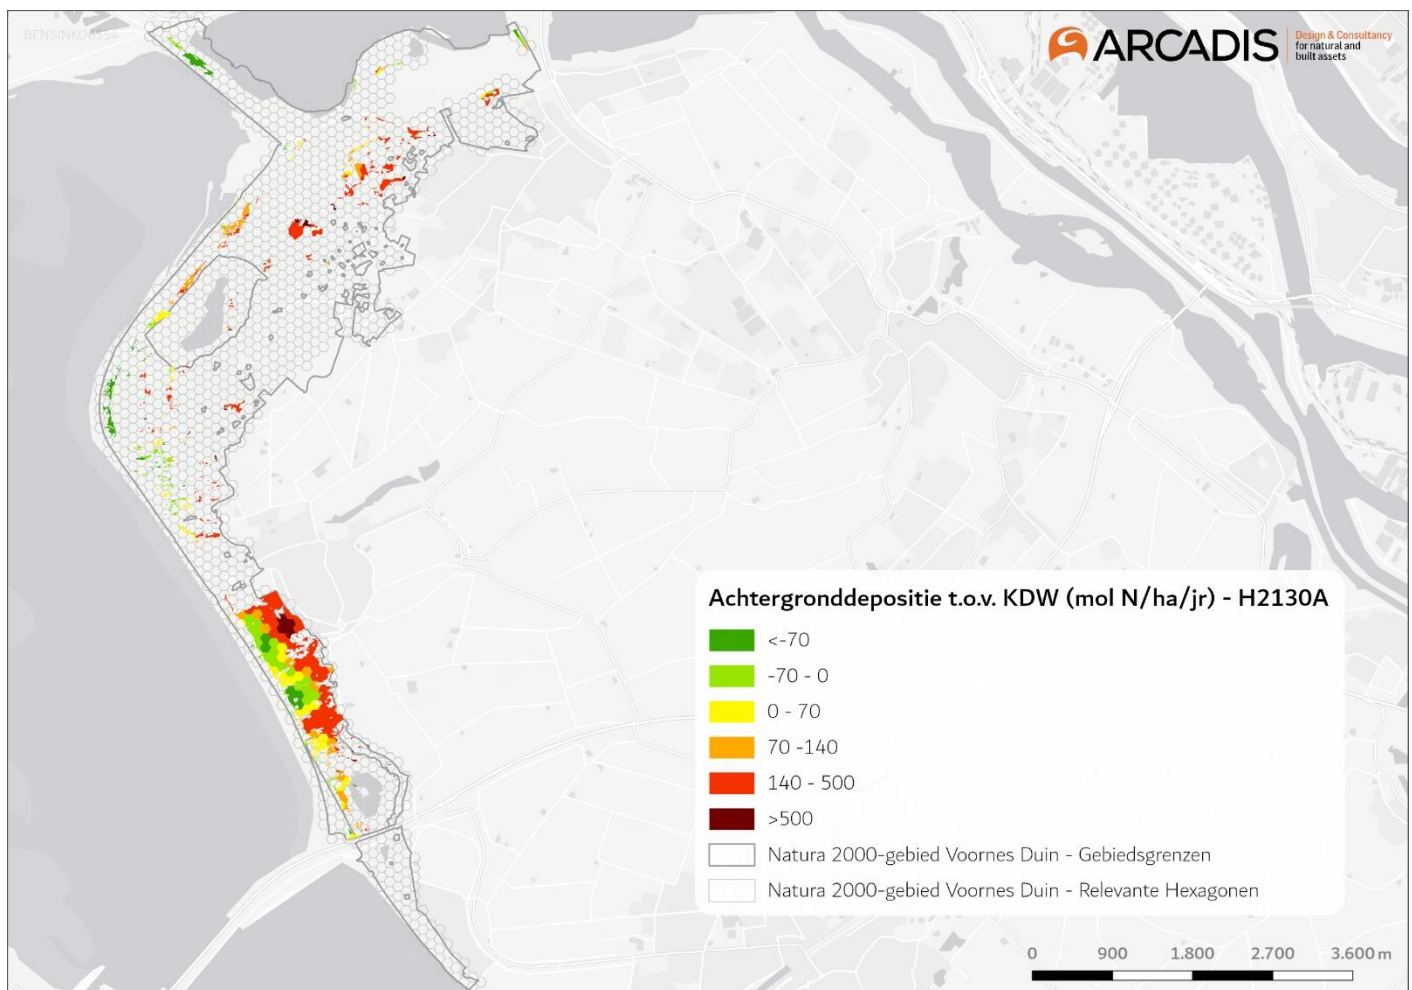 BENSINKO8554
ARCADIS
Design & Consultancy
for natural and
built assets
Achtergronddepositie t.o.v. KDW (mol N/ha/jr) - H2130A
<-70
-70 - 0
0 - 70
70 -140
140 - 500
>500
Natura 2000-gebied Voornes Duin - Gebiedsgrenzen
Natura 2000-gebied Voornes Duin - Relevante Hexagonen
0 900 1.800 2.700 3.600 m